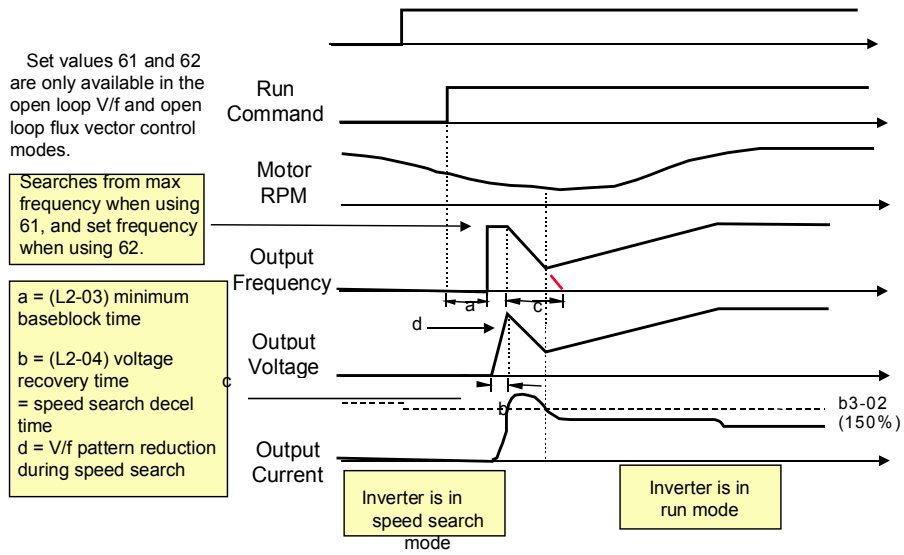 Set values 61 and 62
are only available in the
open loop V/f and open
loop flux vector control
modes.
Searches from max
frequency when using
61, and set frequency
when using 62.
a = (L2-03) minimum
baseblock time
b = (L2-04) voltage
recovery time
c
= speed search decel
time
d = V/f pattern reduction
during speed search
Run
Command
Motor
RPM
Output
Frequency
a
c
d
Output
Voltage
b
b3-02
(150%)
Output
Current
Inverter is in
speed search
mode
Inverter is in
run mode